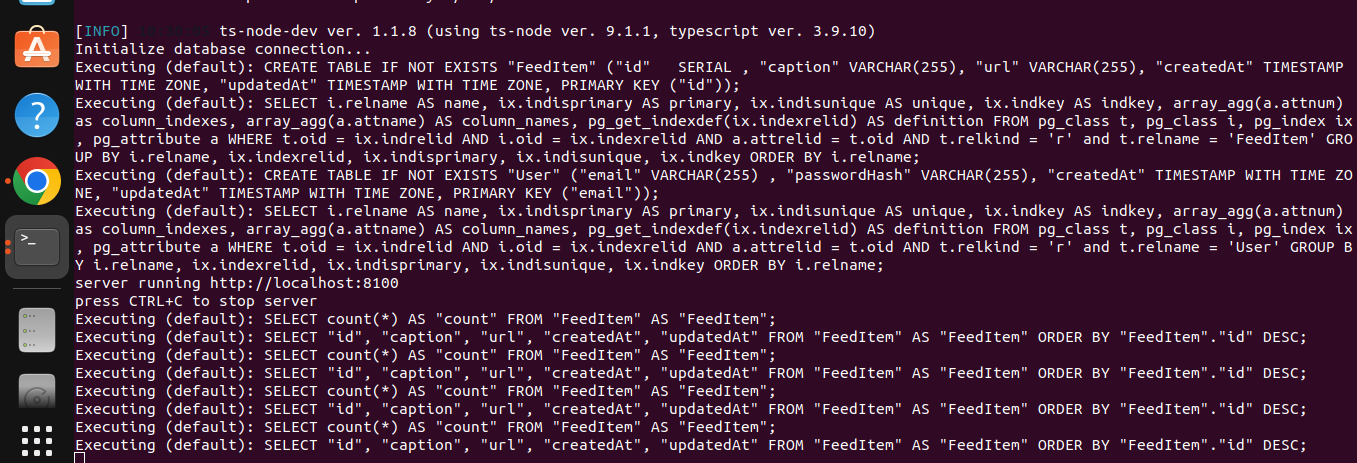 [INFO] ts-node-dev ver. 1.1.8 (using ts-node ver. 9.1.1, typescript ver. 3.9.10)
Initialize database connection...
Executing (default): CREATE TABLE IF NOT EXISTS "FeedItem" ("id"   SERIAL , "caption" VARCHAR(255), "url" VARCHAR(255), "createdAt" TIMESTAMP
WITH TIME ZONE, "updatedAt" TIMESTAMP WITH TIME ZONE, PRIMARY KEY ("id"));
Executing (default): SELECT i.relname AS name, ix.indisprimary AS primary, ix.indisunique AS unique, ix.indkey AS indkey, array_agg(a.attnum)
as column_indexes, array_agg(a.attname) AS column_names, pg_get_indexdef(ix.indexrelid) AS definition FROM pg_class t, pg_class i, pg_index ix
, pg_attribute a WHERE t.oid = ix.indrelid AND i.oid = ix.indexrelid AND a.attrelid = t.oid AND t.relkind = 'r' and t.relname = 'FeedItem' GRO
UP BY i.relname, ix.indexrelid, ix.indisprimary, ix.indisunique, ix.indkey ORDER BY i.relname;
Executing (default): CREATE TABLE IF NOT EXISTS "User" ("email" VARCHAR(255) , "passwordHash" VARCHAR(255), "createdAt" TIMESTAMP WITH TIME ZO
NE, "updatedAt" TIMESTAMP WITH TIME ZONE, PRIMARY KEY ("email"));
Executing (default): SELECT i.relname AS name, ix.indisprimary AS primary, ix.indisunique AS unique, ix.indkey AS indkey, array_agg(a.attnum)
as column_indexes, array_agg(a.attname) AS column_names, pg_get_indexdef(ix.indexrelid) AS definition FROM pg_class t, pg_class i, pg_index ix
, pg_attribute a WHERE t.oid = ix.indrelid AND i.oid = ix.indexrelid AND a.attrelid = t.oid AND t.relkind = 'r' and t.relname = 'User' GROUP B
Y i.relname, ix.indexrelid, ix.indisprimary, ix.indisunique, ix.indkey ORDER BY i.relname;
server running http://localhost:8100
press CTRL+C to stop server
Executing (default): SELECT count(*) AS "count" FROM "FeedItem" AS "FeedItem";
Executing (default): SELECT "id", "caption", "url", "createdAt", "updatedAt" FROM "FeedItem" AS "FeedItem" ORDER BY "FeedItem"."id" DESC;
Executing (default): SELECT count(*) AS "count" FROM "FeedItem" AS "FeedItem";
Executing (default): SELECT "id", "caption", "url", "createdAt", "updatedAt" FROM "FeedItem" AS "FeedItem" ORDER BY "FeedItem"."id" DESC;
Executing (default): SELECT count(*) AS "count" FROM "FeedItem" AS "FeedItem";
Executing (default): SELECT "id", "caption", "url", "createdAt", "updatedAt" FROM "FeedItem" AS "FeedItem" ORDER BY "FeedItem"."id" DESC;
Executing (default): SELECT count(*) AS "count" FROM "FeedItem" AS "FeedItem";
Executing (default): SELECT "id", "caption", "url", "createdAt", "updatedAt" FROM "FeedItem" AS "FeedItem" ORDER BY "FeedItem"."id" DESC;